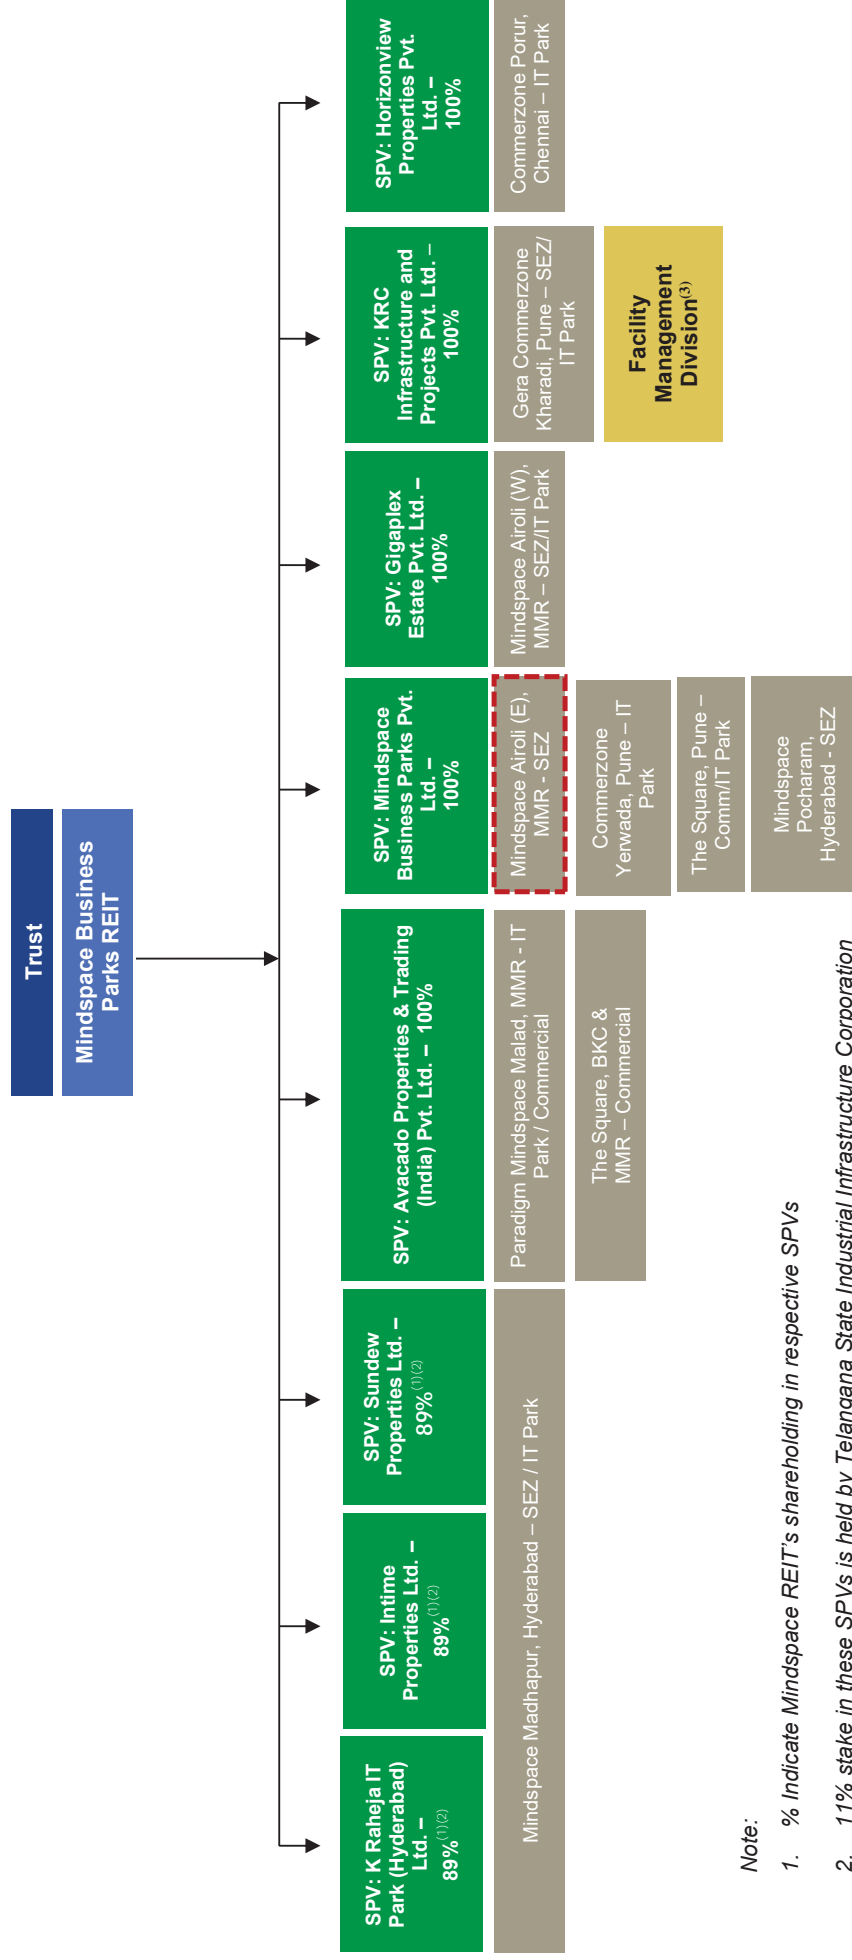 Trust
Mindspace Business
Parks REIT
SPV: K Raheja IT
Park (Hyderabad)
Ltd. –
89%(1)(2)
SPV: Intime
Properties Ltd. –
89%(1)(2)
SPV: Sundew
Properties Ltd. –
89%(1)(2)
Mindspace Madhapur, Hyderabad – SEZ / IT Park
SPV: Avacado Properties & Trading
(India) Pvt. Ltd. – 100%
Paradigm Mindspace Malad, MMR - IT
Park / Commercial
The Square, BKC &
MMR – Commercial
SPV: Mindspace
Business Parks Pvt.
Ltd. –
100%
Mindspace Airoli (E),
MMR - SEZ
Commerzone
Yerwada, Pune – IT
Park
The Square, Pune –
Comm/IT Park
Mindspace
Pocharam,
Hyderabad - SEZ
SPV: Gigaplex
Estate Pvt. Ltd. –
100%
Mindspace Airoli (W),
MMR – SEZ/IT Park
SPV: KRC
Infrastructure and
Projects Pvt. Ltd. –
100%
Gera Commerzone
Kharadi, Pune – SEZ/
IT Park
Facility
Management
Division(3)
SPV: Horizonview
Properties Pvt.
Ltd. –
100%
Commerzone Porur,
Chennai – IT Park
Note:
1. % Indicate Mindspace REIT's shareholding in respective SPVs
2. 11% stake in these SPVs is held by Telangana State Industrial Infrastructure Corporation